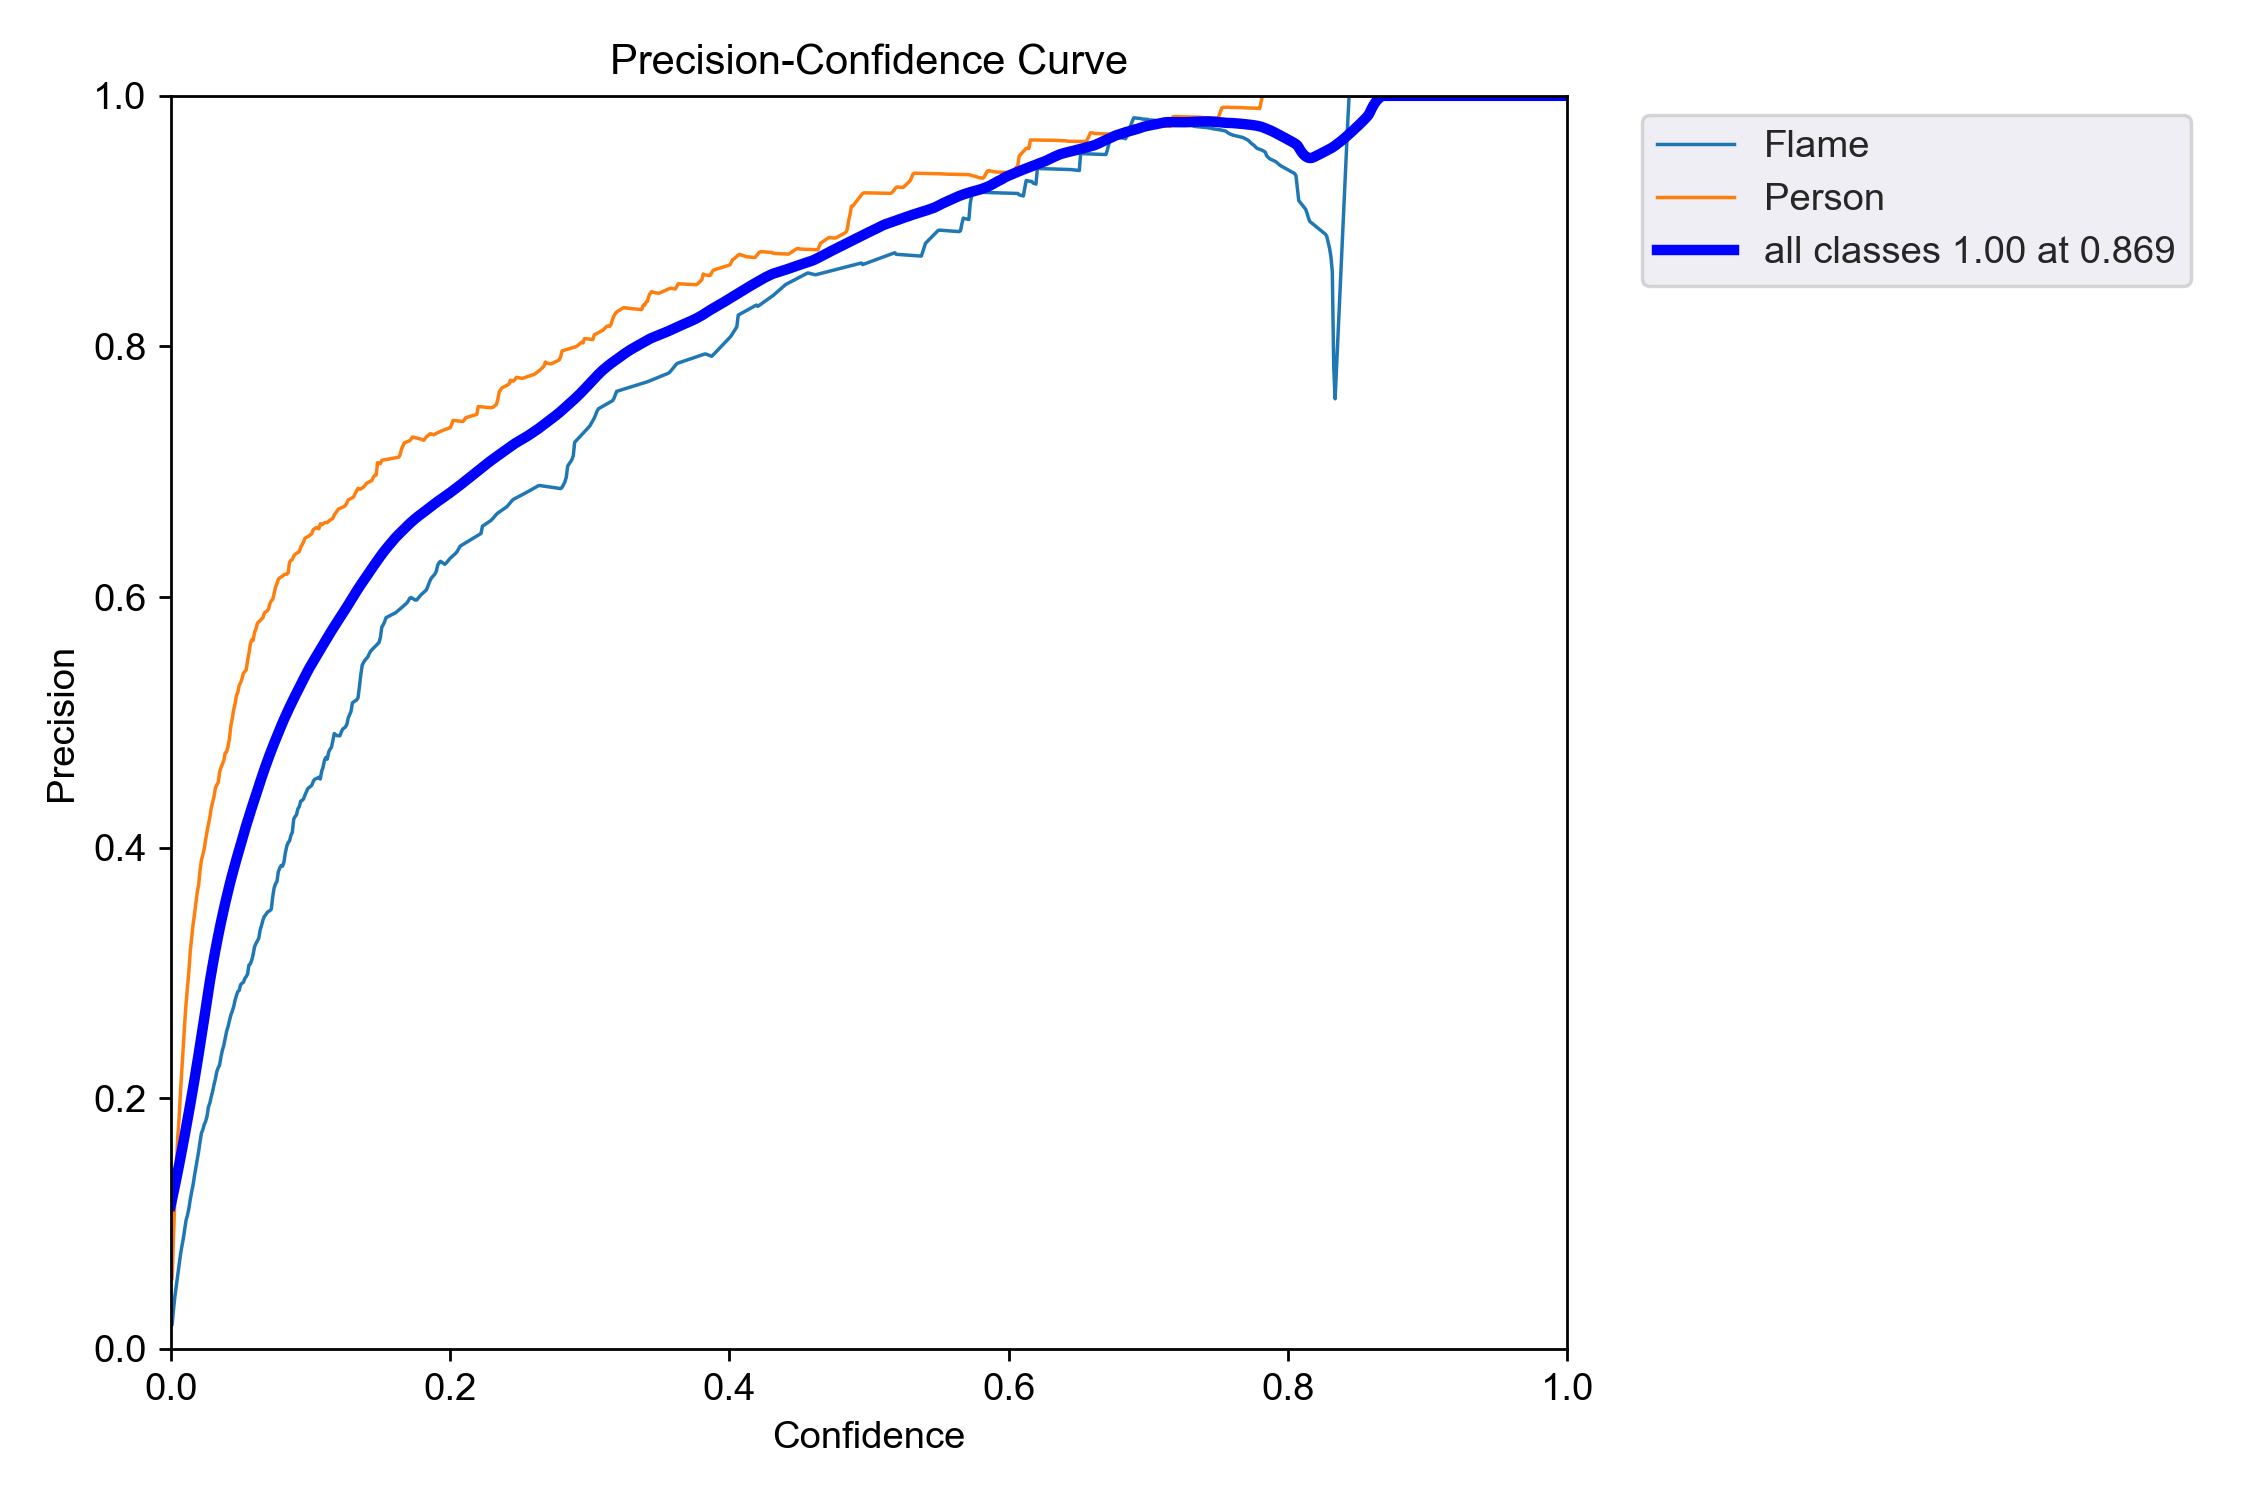 Precision-Confidence Curve
1.0
0.8
0.6
0.4
0.2
0.0
Precision
0.0 0.2 0.4 0.6 0.8 1.0
Confidence
Flame
Person
all classes 1.00 at 0.869